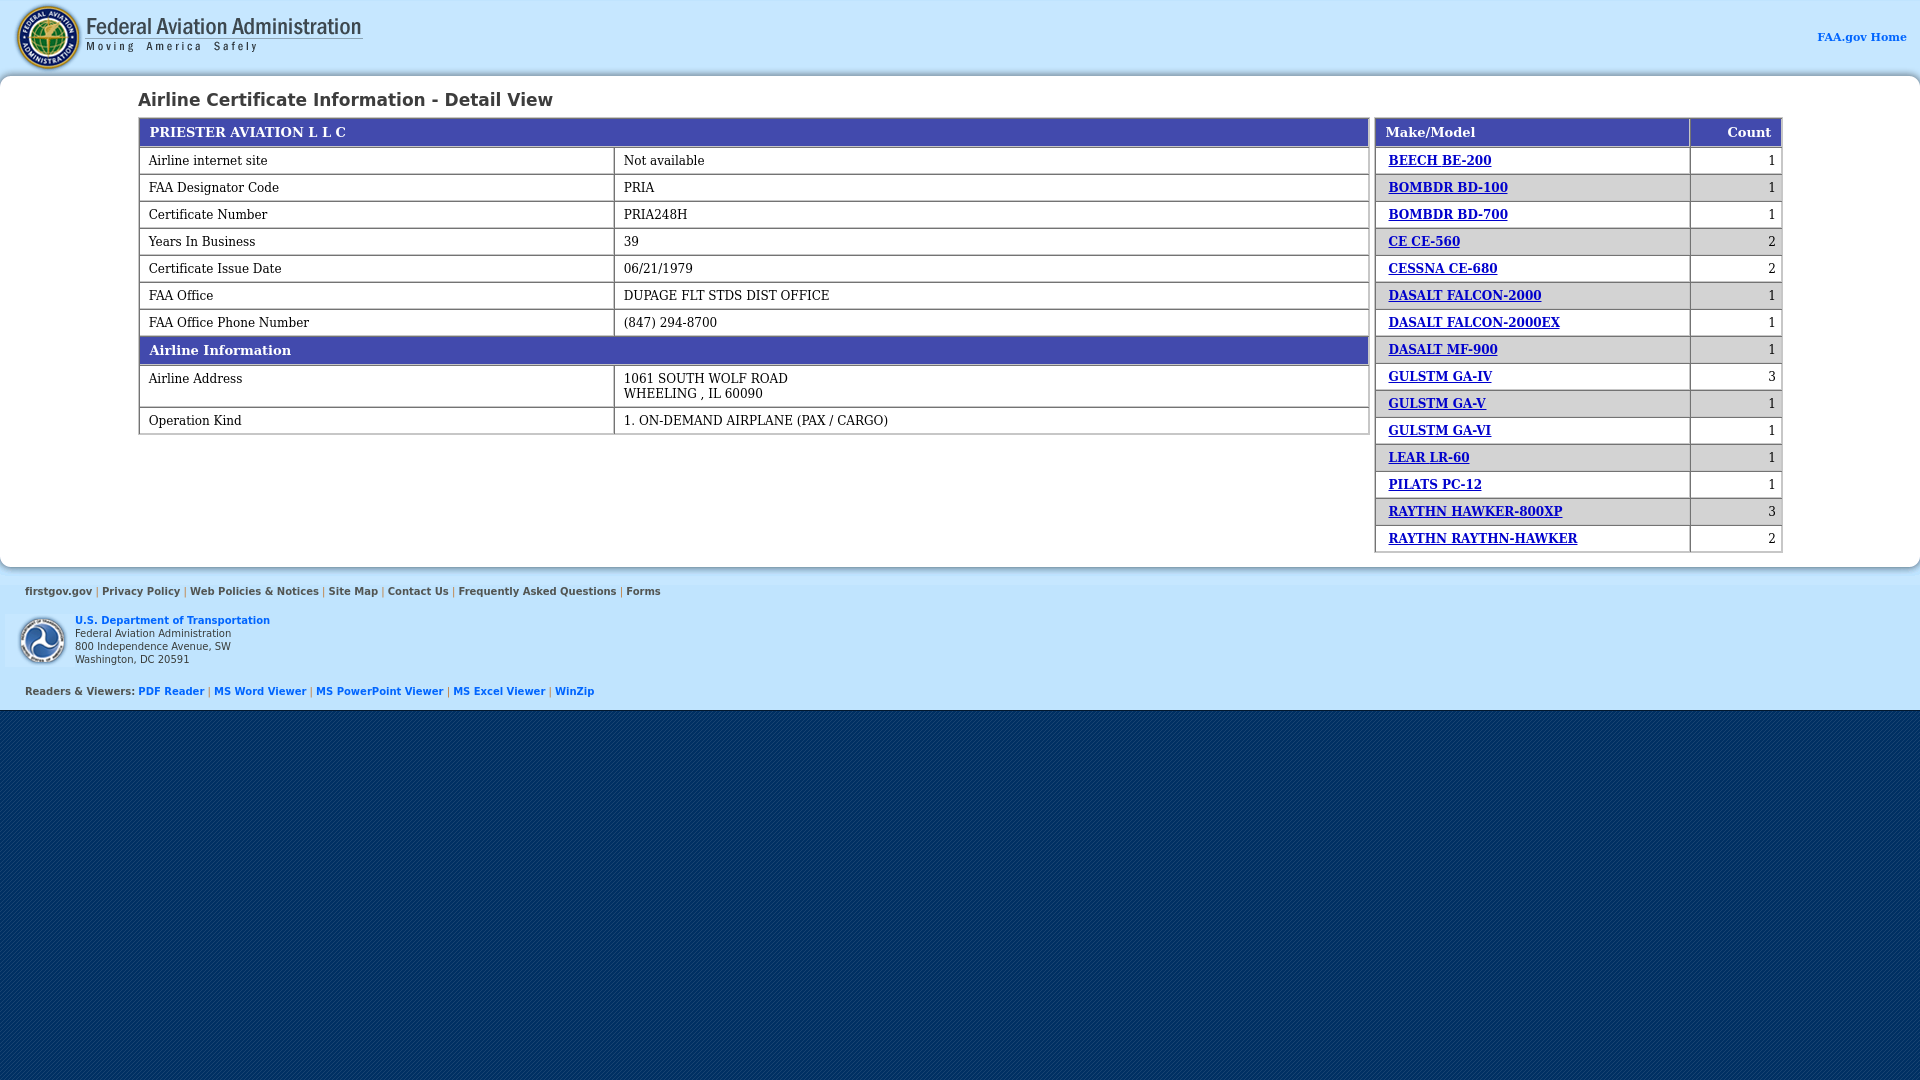 Federal Aviation Administration
Moving America Safely
FAA.gov Home
Airline Certificate Information - Detail View
PRIESTER AVIATION L L C
Airline internet site Not available
FAA Designator Code PRIA
Certificate Number PRIA248H
Years In Business 39
Certificate Issue Date 06/21/1979
FAA Office DUPAGE FLT STDS DIST OFFICE
FAA Office Phone Number (847) 294-8700
Airline Information
Airline Address 1061 SOUTH WOLF ROAD
WHEELING , IL 60090
Operation Kind 1. ON-DEMAND AIRPLANE (PAX / CARGO)
Make/Model Count
BEECH BE-200 1
BOMBDR BD-100 1
BOMBDR BD-700 1
CE CE-560 2
CESSNA CE-680 2
DASALT FALCON-2000 1
DASALT FALCON-2000EX 1
DASALT MF-900 1
GULSTM GA-IV 3
GULSTM GA-V 1
GULSTM GA-VI 1
LEAR LR-60 1
PILATS PC-12 1
RAYTHN HAWKER-800XP 3
RAYTHN RAYTHN-HAWKER 2
firstgov.gov | Privacy Policy | Web Policies & Notices | Site Map | Contact Us | Frequently Asked Questions | Forms
U.S. Department of Transportation
Federal Aviation Administration
800 Independence Avenue, SW
Washington, DC 20591
Readers & Viewers: PDF Reader | MS Word Viewer | MS PowerPoint Viewer | MS Excel Viewer | WinZip